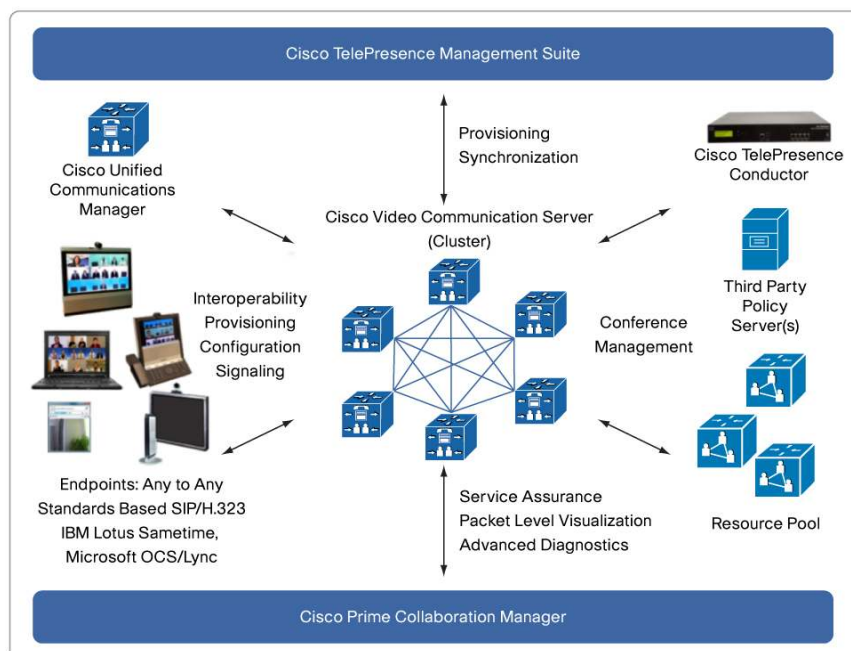 Cisco TelePresence Management Suite
Cisco Unified
Communications
Manager
Provisioning
Synchronization
Cisco TelePresence
Conductor
Cisco Video Communication Server
(Cluster)
Third Party
Policy
Server(s)
Interoperability
Provisioning
Configuration
Signaling
Conference
Management
Endpoints: Any to Any
Standards Based SIP/H.323
IBM Lotus Sametime,
Microsoft OCS/Lync
Service Assurance
Packet Level Visualization
Advanced Diagnostics
Resource Pool
Cisco Prime Collaboration Manager